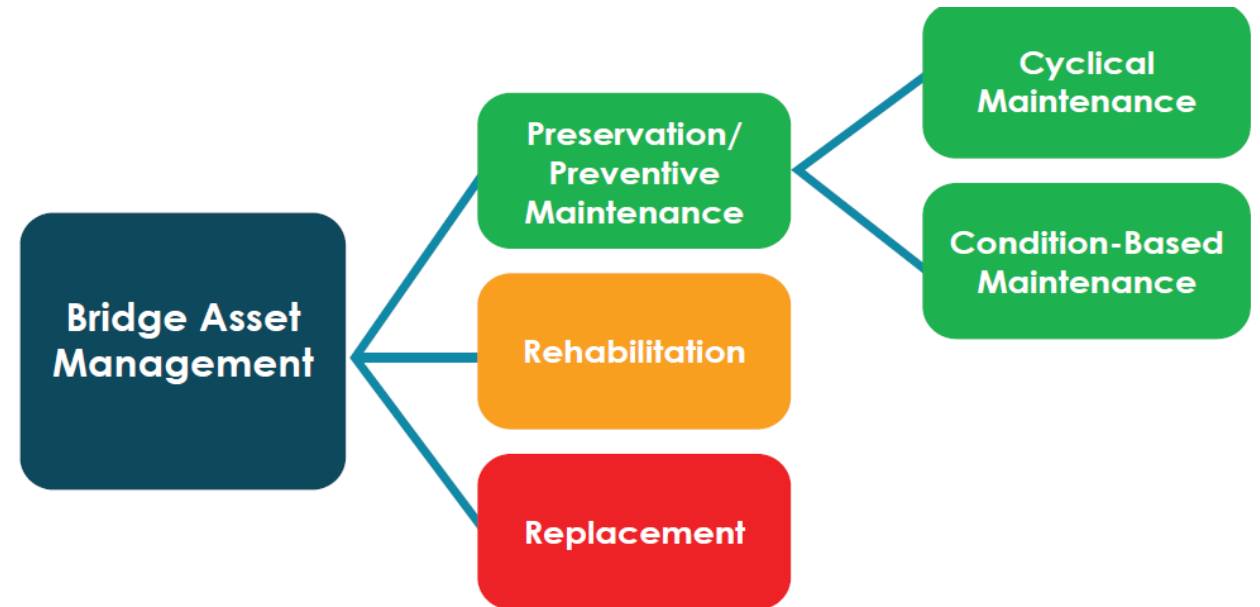 Bridge Asset
Management
Preservation/
Preventive
Maintenance
Rehabilitation
Replacement
Cyclical
Maintenance
Condition-Based
Maintenance